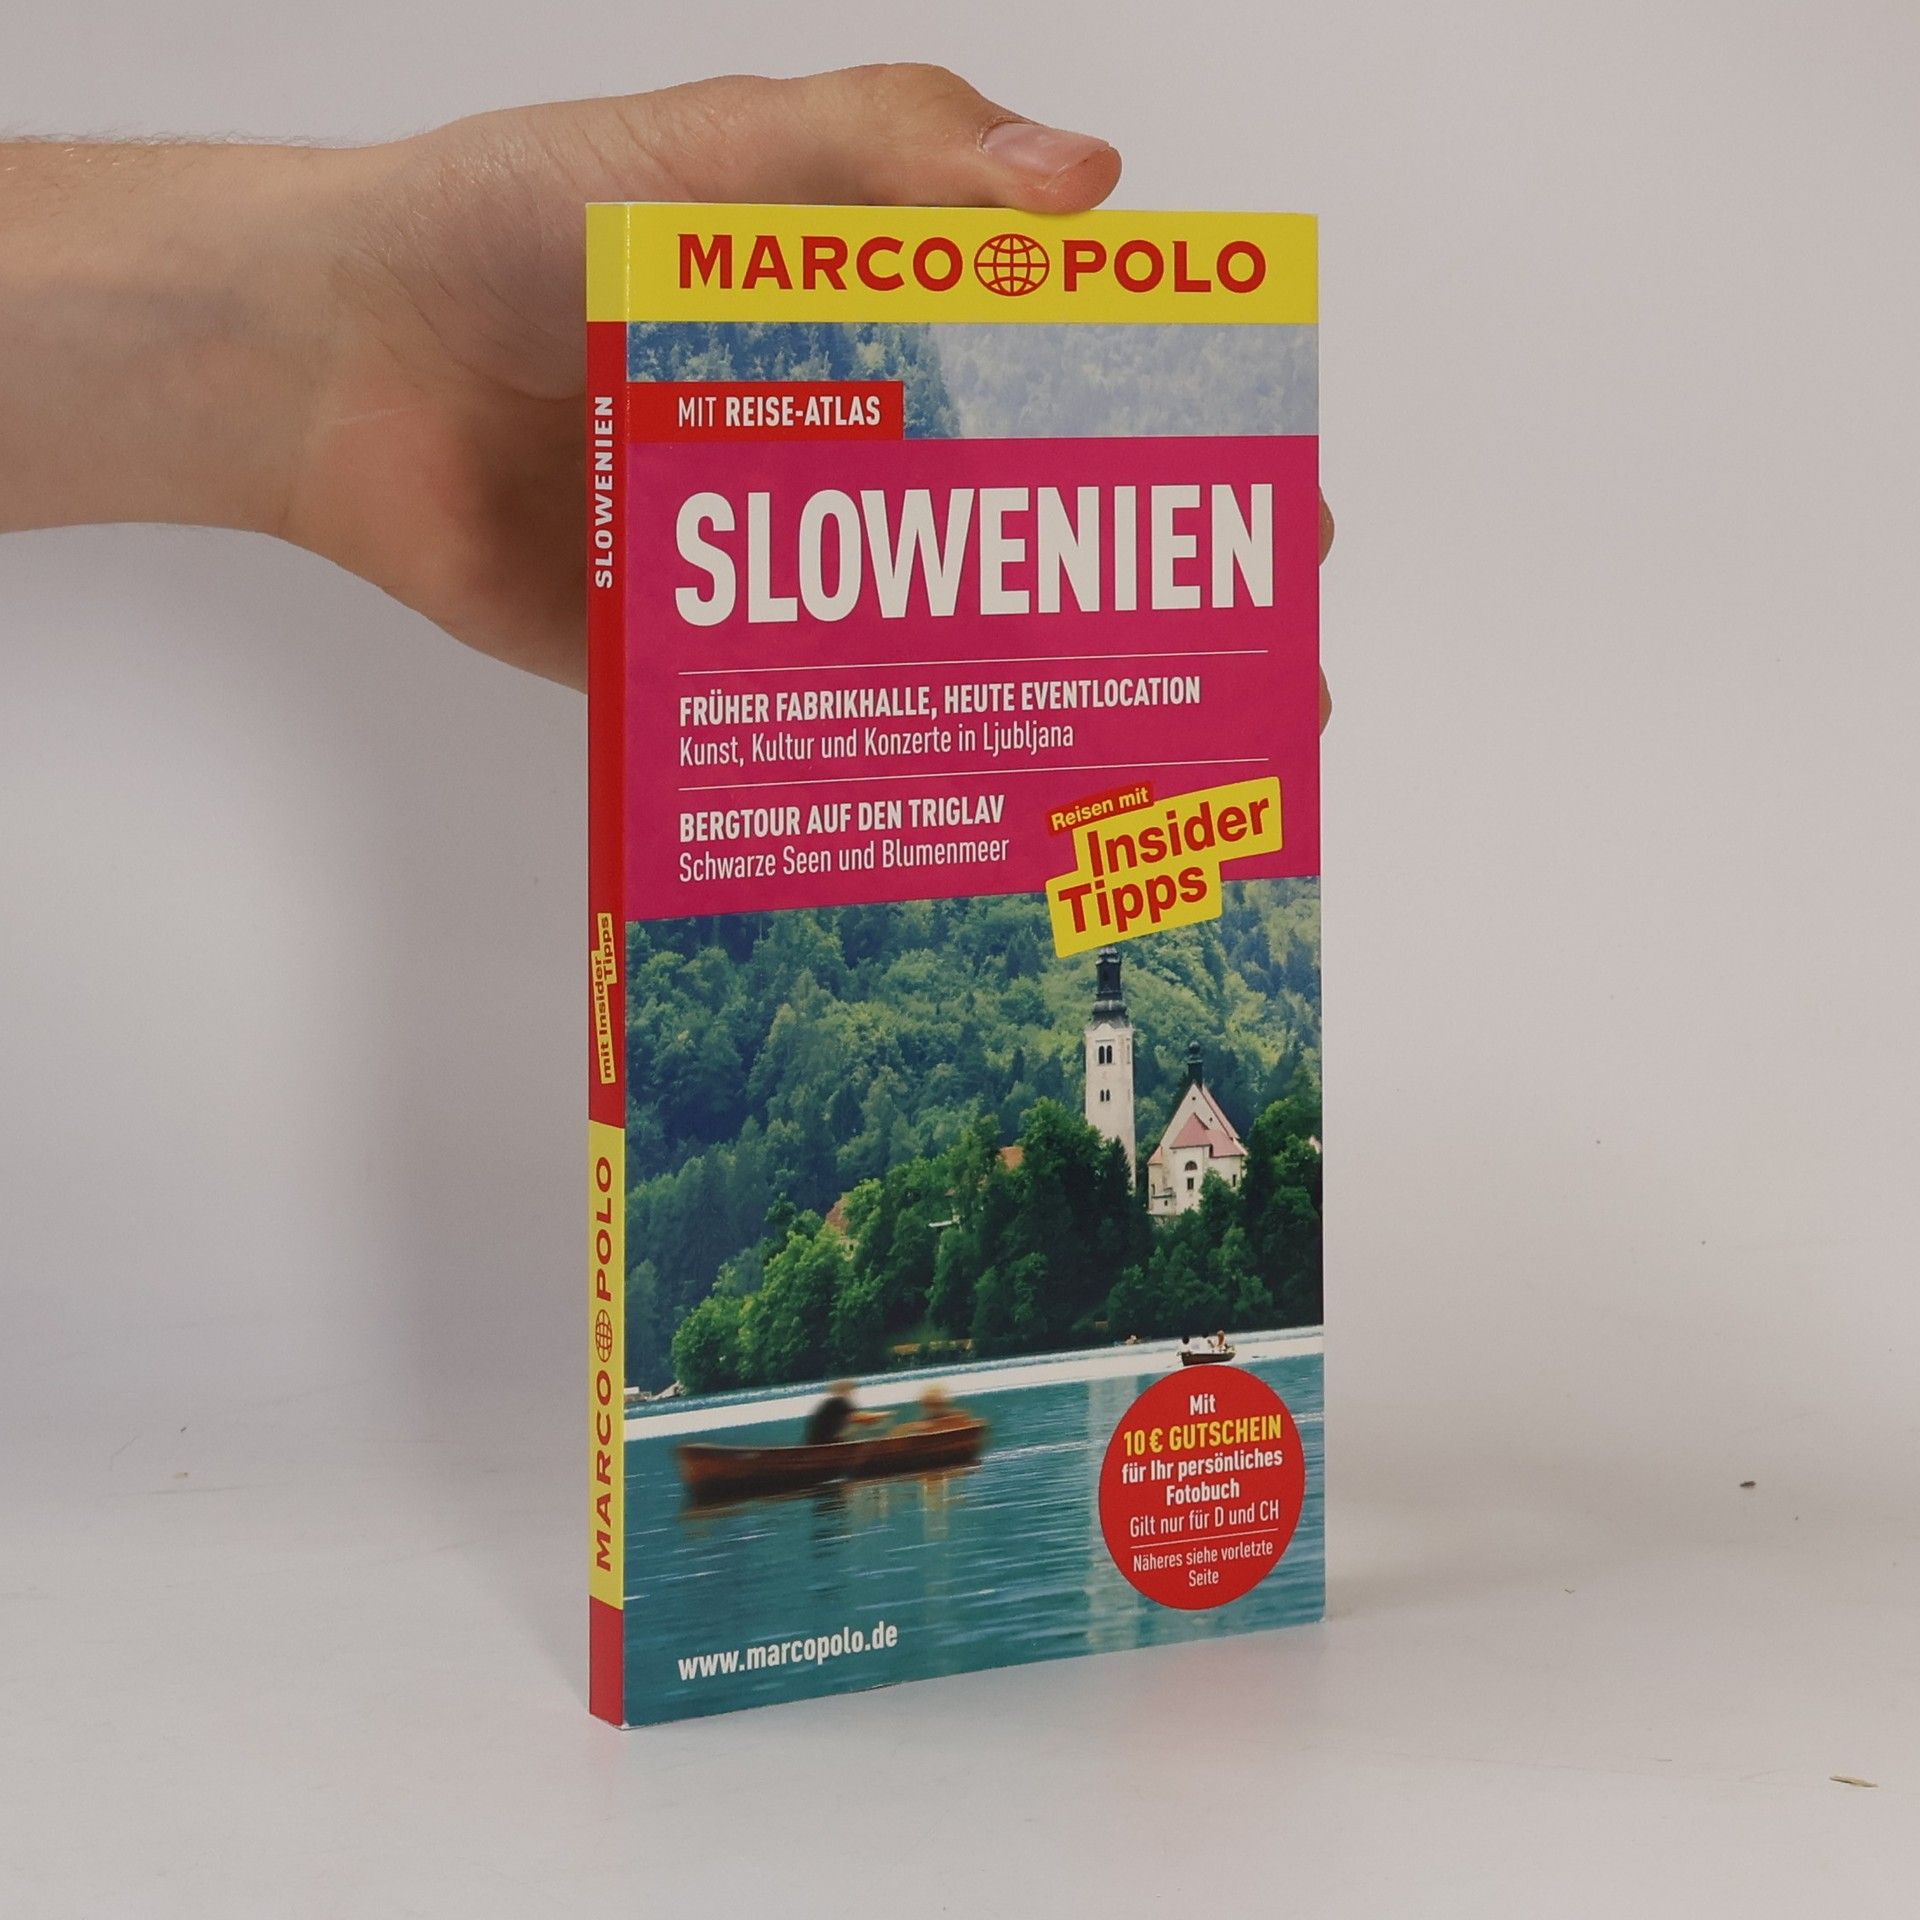 MARCO POLO
MIT REISE-ATLAS
SLOWENIEN
FRÜHER FABRIKHALLE, HEUTE EVENTLOCATION
Kunst, Kultur und Konzerte in Ljubljana
BERGTOUR AUF DEN TRIGLAV
Schwarze Seen und Blumenmeer
Reisen mit
Insider
Tipps
Mit
10 € GUTSCHEIN
für Ihr persönliches
Fotobuch
Gilt nur für D und CH
Näheres siehe vorletzte
Seite
www.marcopolo.de
SLOWENIEN
mit Insider
Tipps
MARCO POLO